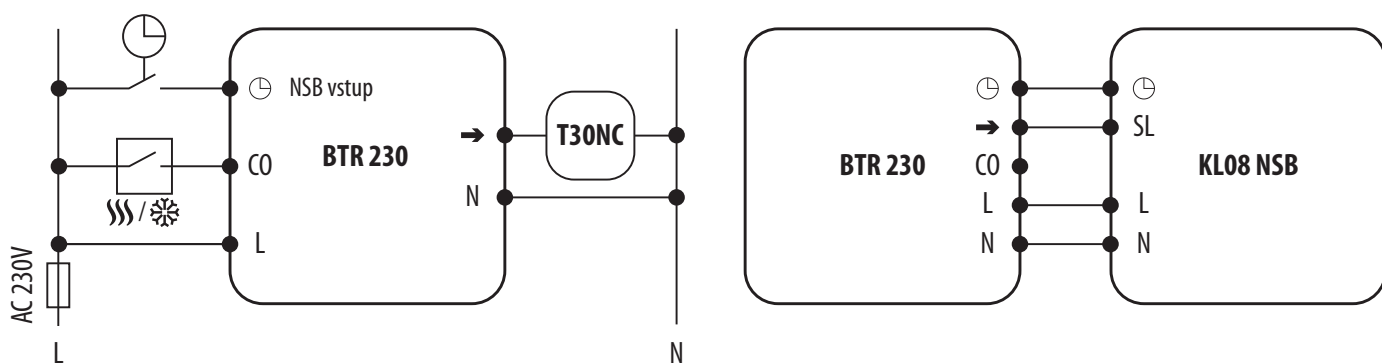 NSB vstup
BTR 230
CO
L
N
T30NC
AC 230V
L
N
BTR 230
CO
L
N
KL08 NSB
SL
L
N